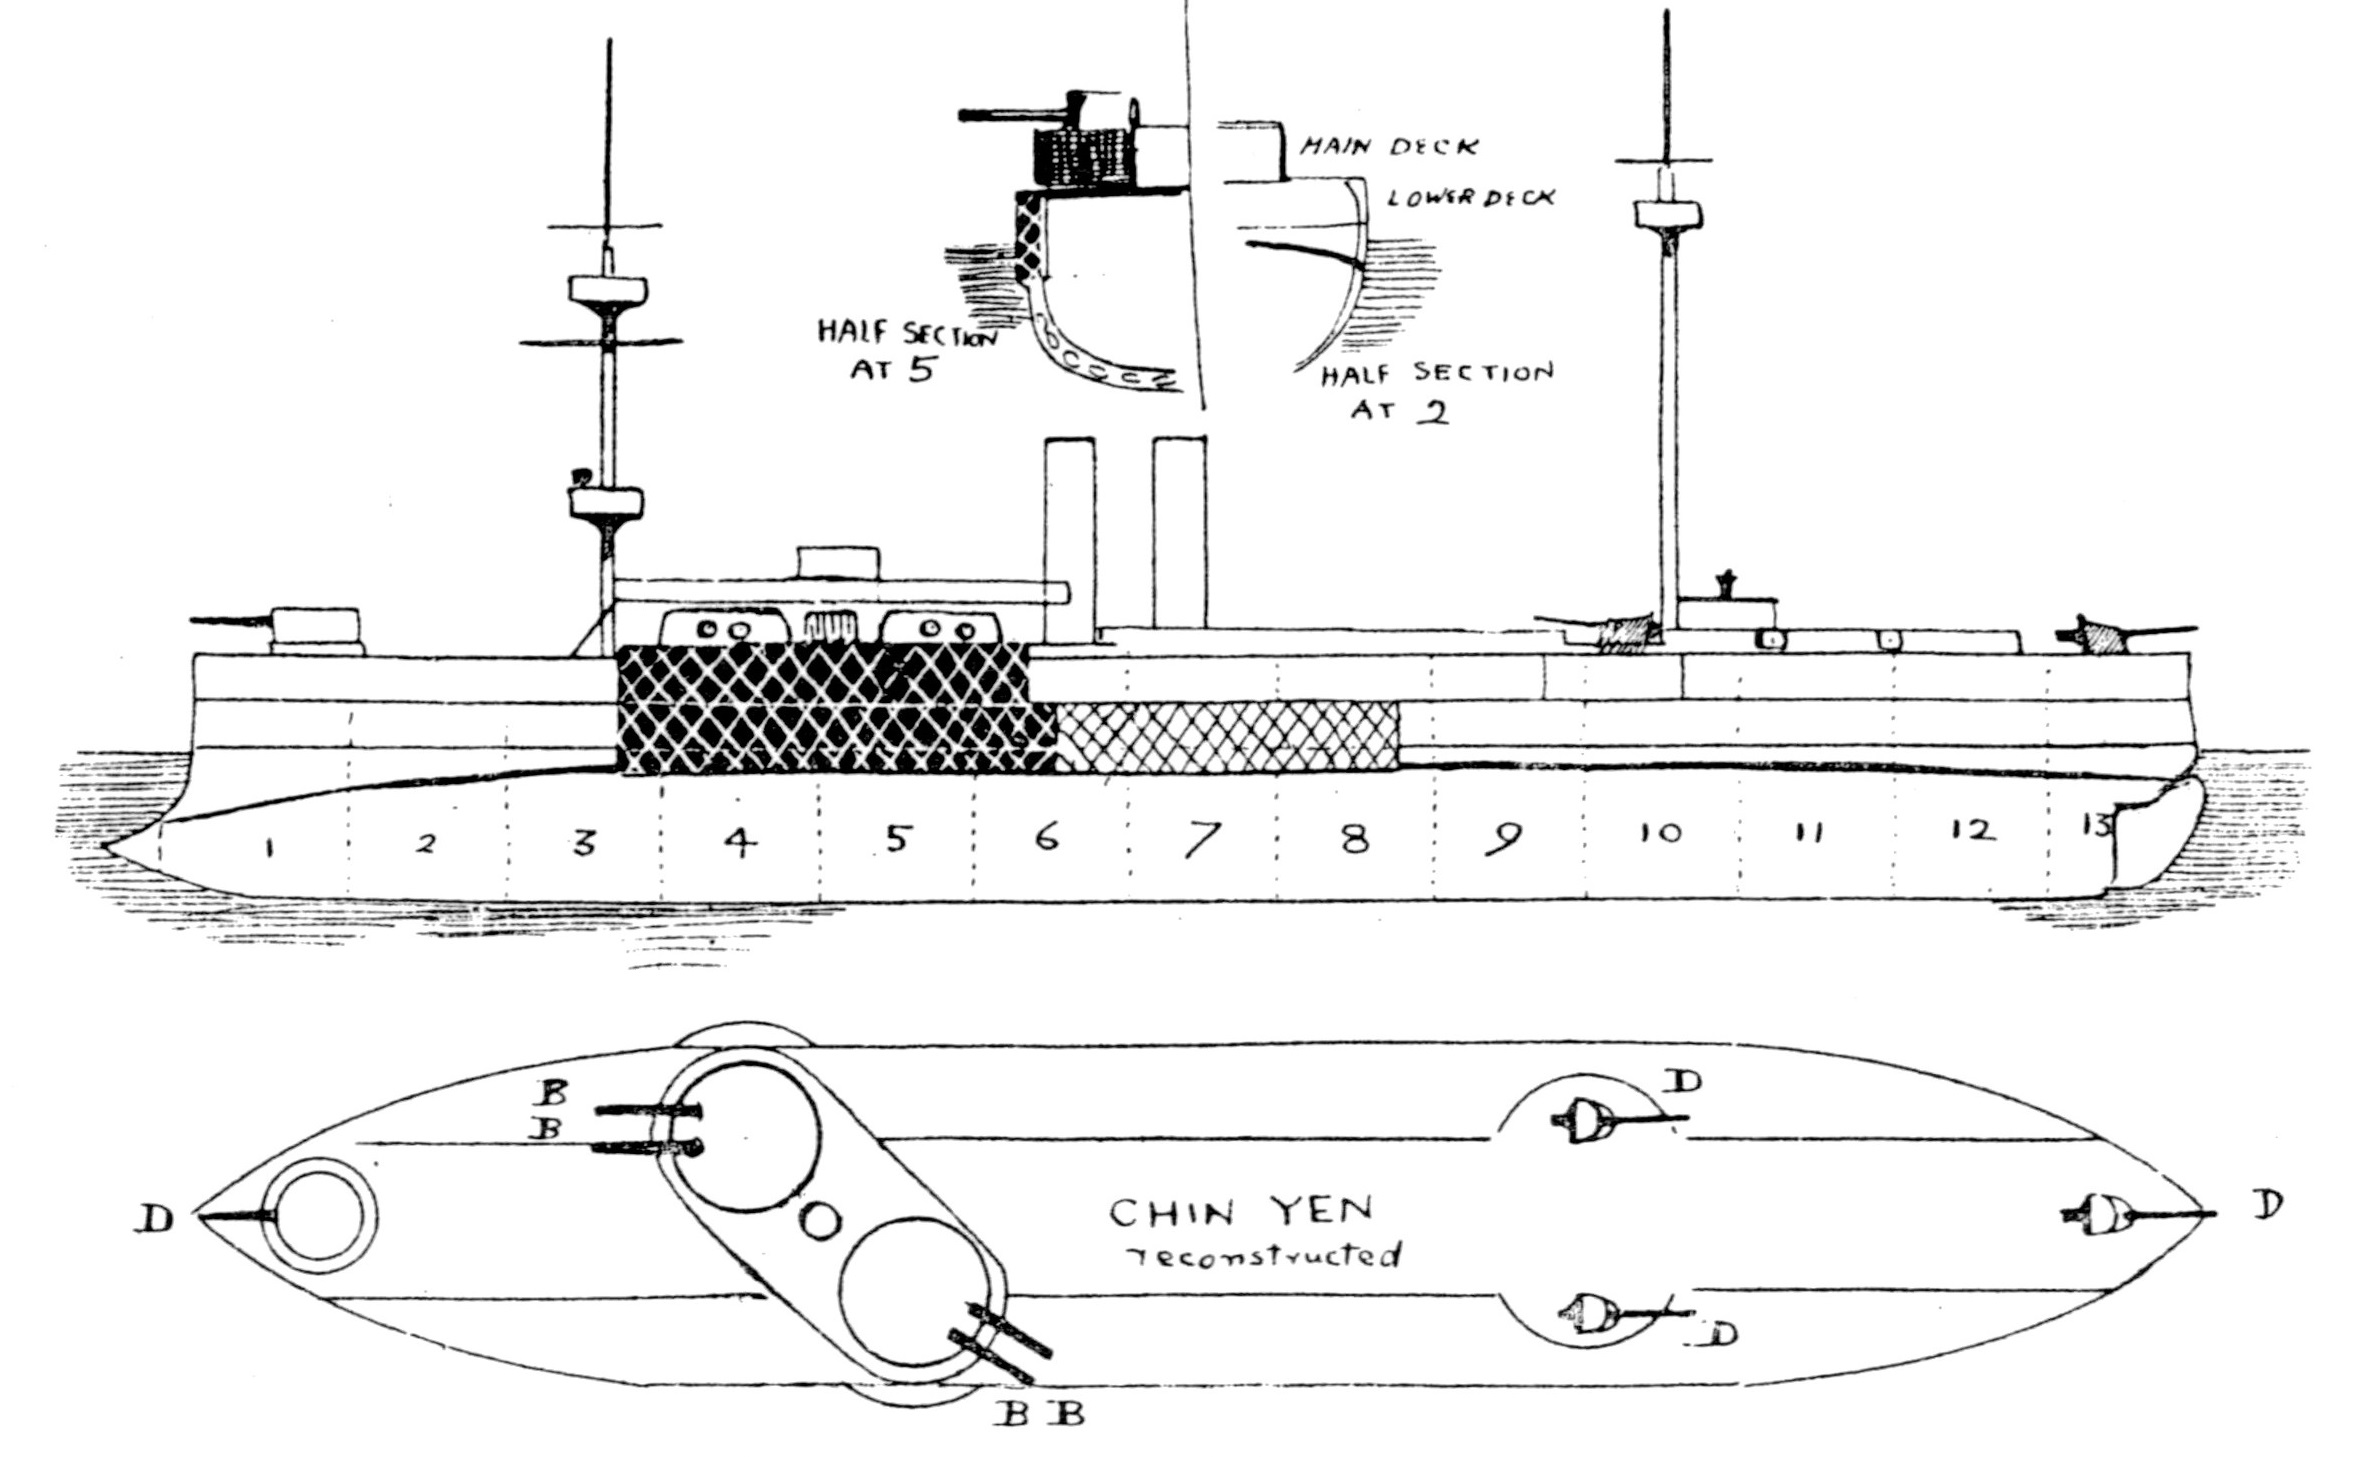 MAIN DECK
LOWER DECK
HALF SECTION
AT 5
HALF SECTION
AT 2
1 2 3 4 5 6 7 8 9 10 11 12 13
B
B
D
D
D
D
CHIN YEN
reconstructed
B B